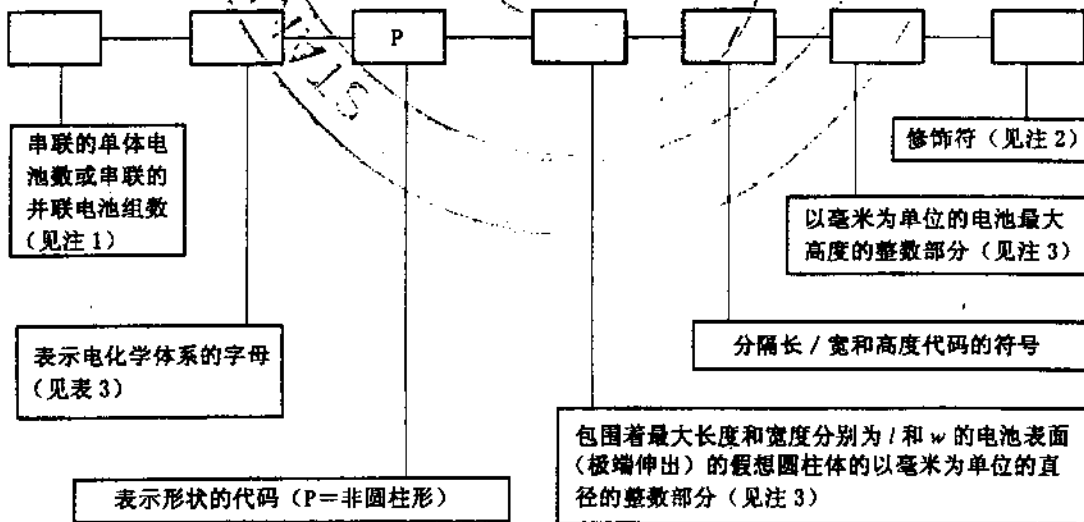 P
/
串联的单体电
池数或串联的
并联电池组数
（见注 1）
修饰符（见注 2）
以毫米为单位的电池最大
高度的整数部分（见注 3）
表示电化学体系的字母
（见表 3）
分隔长 / 宽和高度代码的符号
包围着最大长度和宽度分别为 l 和 w 的电池表面
（极端伸出）的假想圆柱体的以毫米为单位的直
径的整数部分（见注 3）
表示形状的代码（P＝非圆柱形）